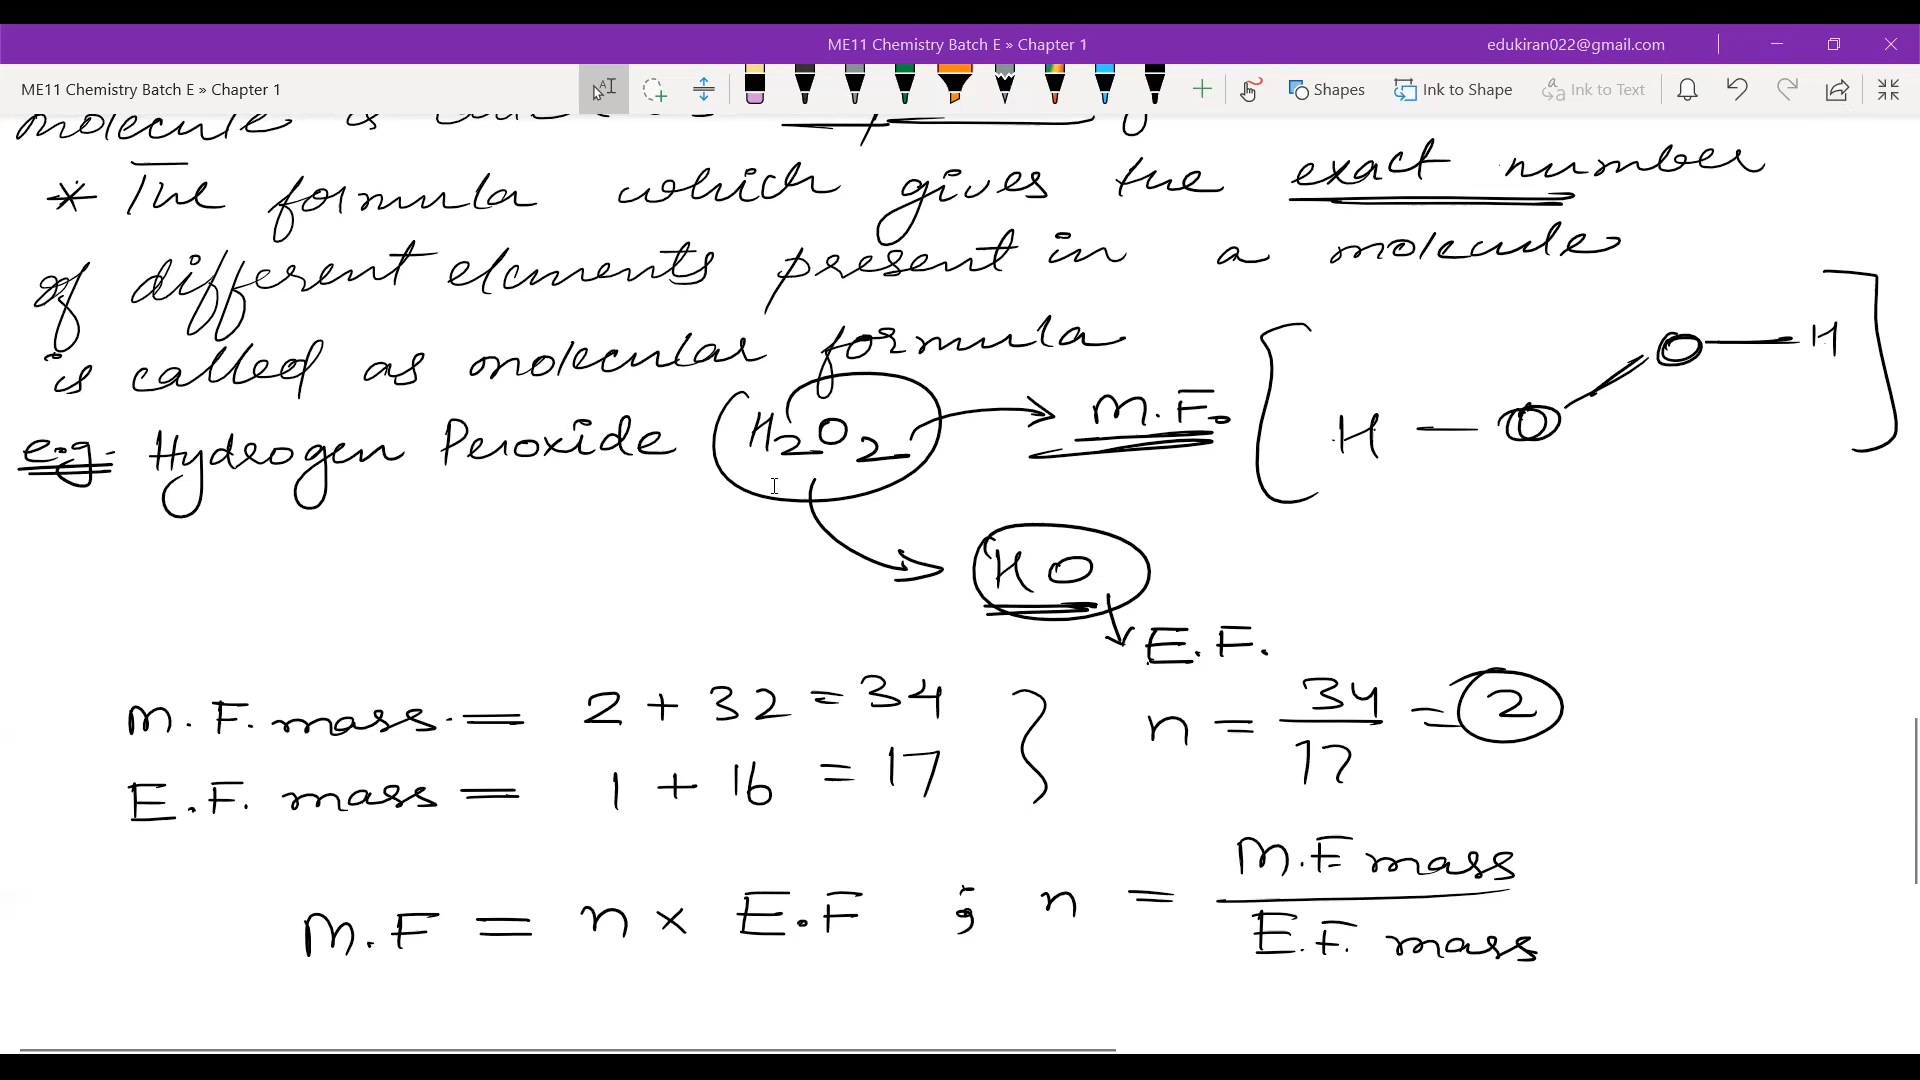 ME11 Chemistry Batch E » Chapter 1
edukiran022@gmail.com
ME11 Chemistry Batch E » Chapter 1
Shapes
Ink to Shape
Ink to Text
molecule is
* The formula which gives the exact number
of different elements present in a molecule
is called as molecular formula
e.g. Hydrogen Peroxide H2O2 → M.F. [H — O — O — H]
HO
E.F.
M.F. mass = 2 + 32 = 34 } n = 34/17 = 2
E.F. mass = 1 + 16 = 17
M.F = n × E.F ; n = M.F mass / E.F. mass